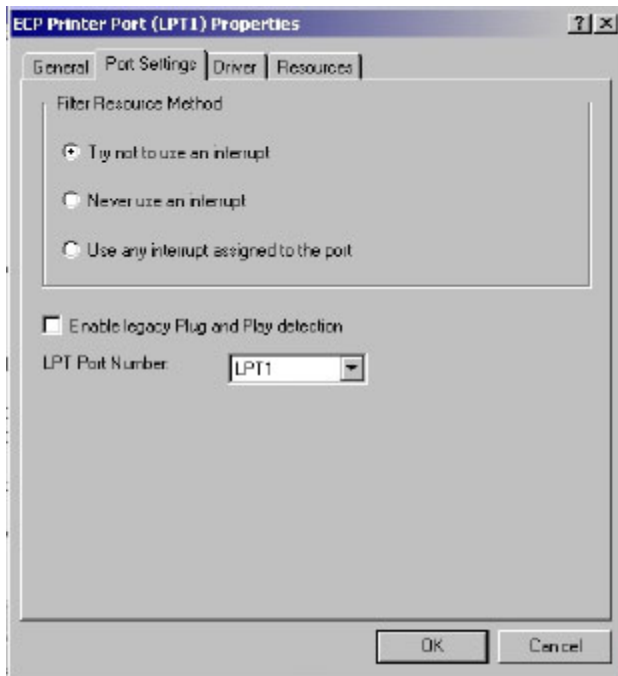 ECP Printer Port (LPT1) Properties
General Port Settings Driver Resources
Filter Resource Method
Try not to use an interrupt
Never use an interrupt
Use any interrupt assigned to the port
Enable legacy Plug and Play detection
LPT Port Number: LPT1
OK Cancel